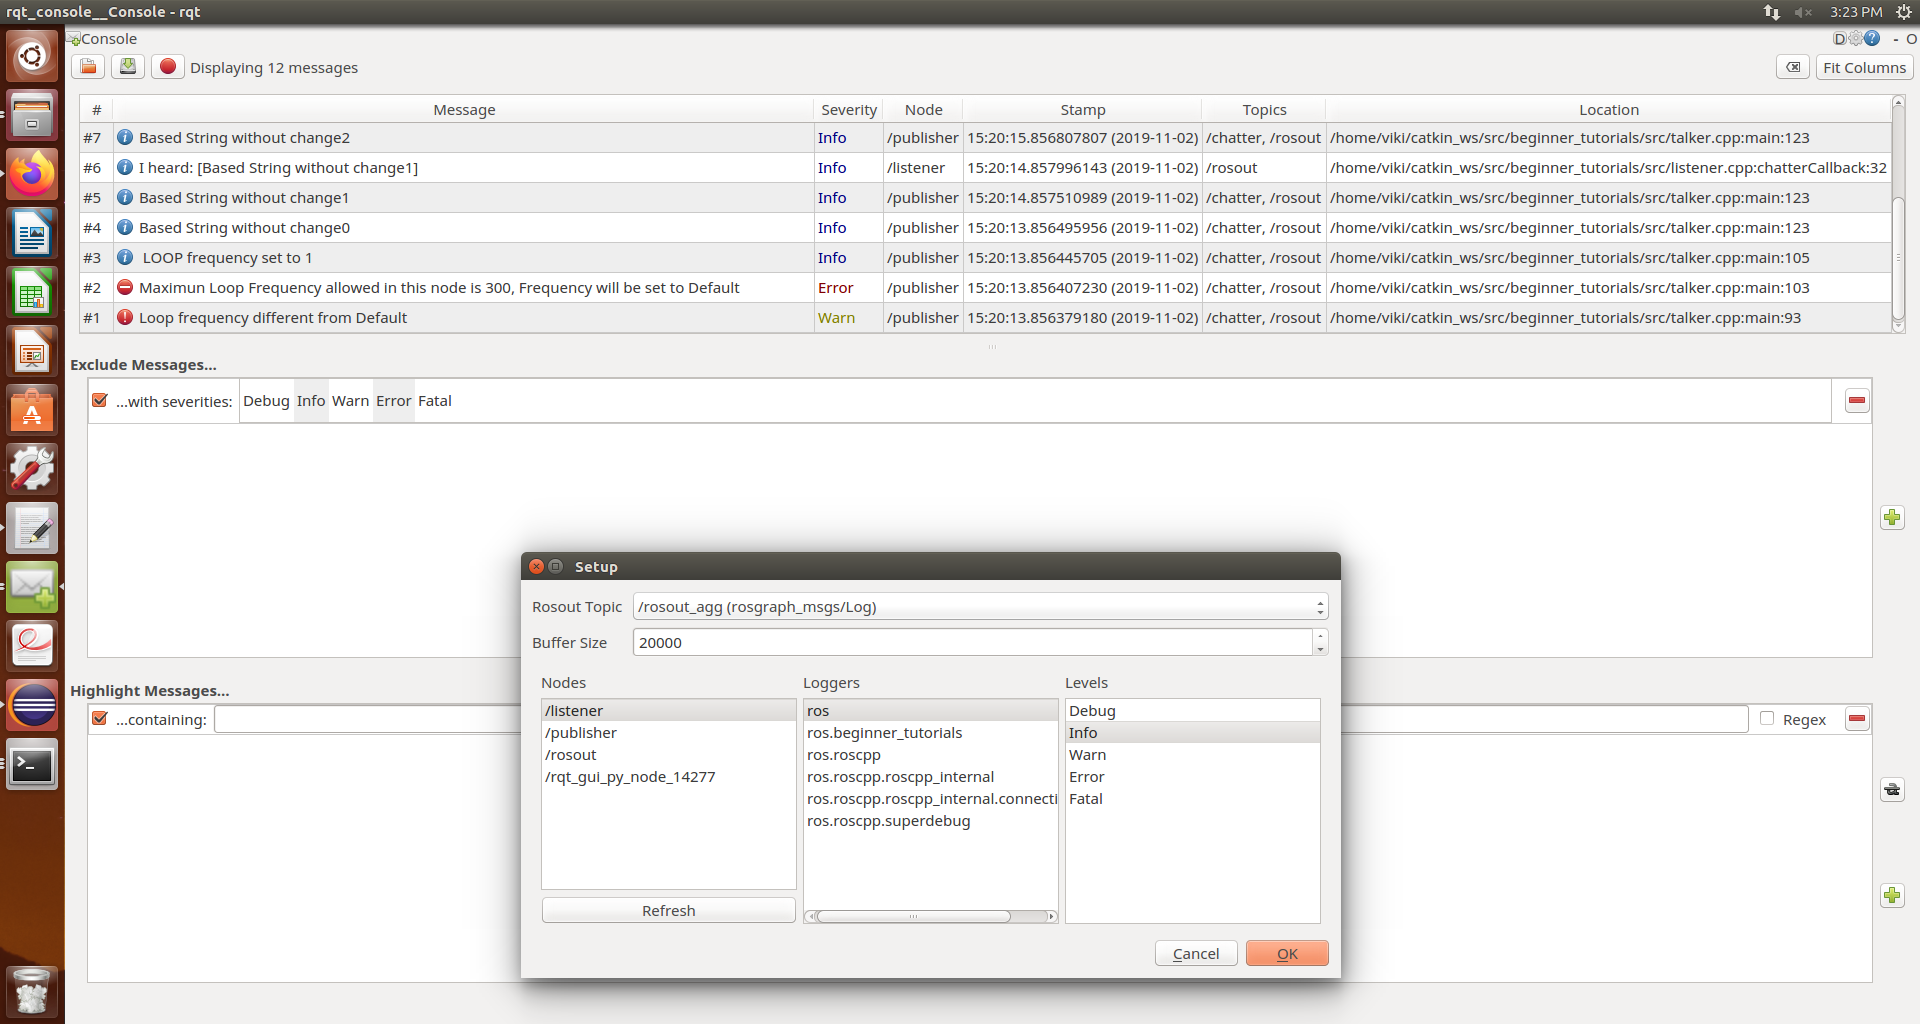 rqt_console__Console - rqt 3:23 PM
Console D ? - O
Displaying 12 messages Fit Columns
# Message Severity Node Stamp Topics Location
#7 Based String without change2 Info /publisher 15:20:15.856807807 (2019-11-02) /chatter, /rosout /home/viki/catkin_ws/src/beginner_tutorials/src/talker.cpp:main:123
#6 I heard: [Based String without change1] Info /listener 15:20:14.857996143 (2019-11-02) /rosout /home/viki/catkin_ws/src/beginner_tutorials/src/listener.cpp:chatterCallback:32
#5 Based String without change1 Info /publisher 15:20:14.857510989 (2019-11-02) /chatter, /rosout /home/viki/catkin_ws/src/beginner_tutorials/src/talker.cpp:main:123
#4 Based String without change0 Info /publisher 15:20:13.856495956 (2019-11-02) /chatter, /rosout /home/viki/catkin_ws/src/beginner_tutorials/src/talker.cpp:main:123
#3 LOOP frequency set to 1 Info /publisher 15:20:13.856445705 (2019-11-02) /chatter, /rosout /home/viki/catkin_ws/src/beginner_tutorials/src/talker.cpp:main:105
#2 Maximun Loop Frequency allowed in this node is 300, Frequency will be set to Default Error /publisher 15:20:13.856407230 (2019-11-02) /chatter, /rosout /home/viki/catkin_ws/src/beginner_tutorials/src/talker.cpp:main:103
#1 Loop frequency different from Default Warn /publisher 15:20:13.856379180 (2019-11-02) /chatter, /rosout /home/viki/catkin_ws/src/beginner_tutorials/src/talker.cpp:main:93
Exclude Messages...
...with severities: Debug Info Warn Error Fatal
Highlight Messages...
...containing: Regex
Setup
Rosout Topic /rosout_agg (rosgraph_msgs/Log)
Buffer Size 20000
Nodes Loggers Levels
/listener ros Debug
/publisher ros.beginner_tutorials Info
/rosout ros.roscpp Warn
/rqt_gui_py_node_14277 ros.roscpp.roscpp_internal Error
ros.roscpp.roscpp_internal.connecti Fatal
ros.roscpp.superdebug
Refresh
Cancel OK